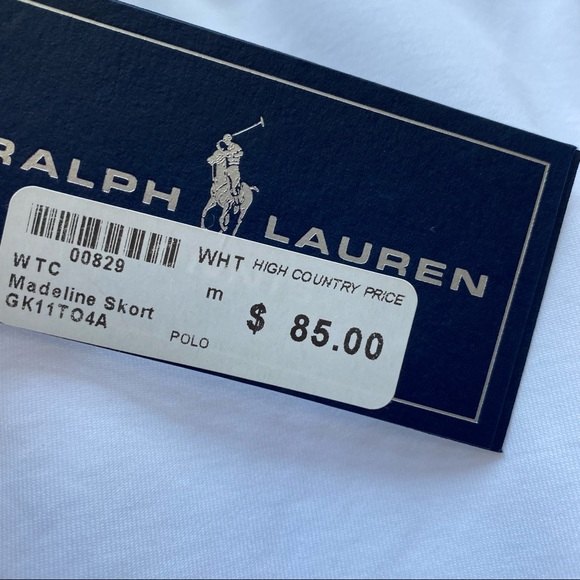 RALPH LAUREN
00829
WTC
Madeline Skort
GK11TO4A
WHT
m
POLO
HIGH COUNTRY PRICE
$ 85.00